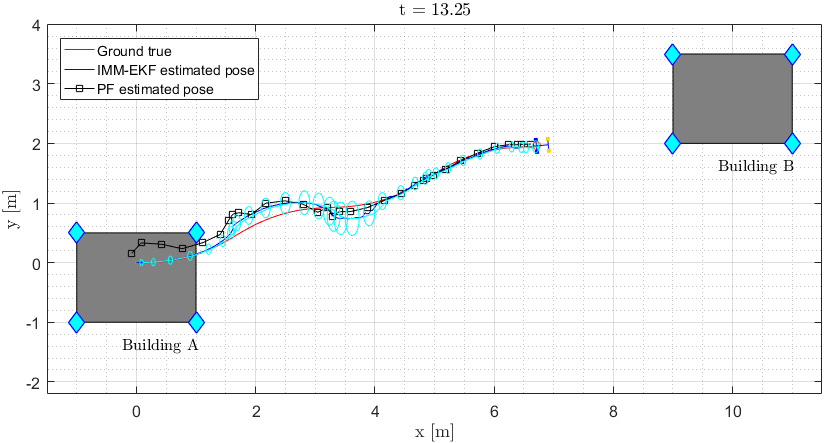 t = 13.25
4
3
2
1
0
-1
-2
y [m]
Ground true
IMM-EKF estimated pose
PF estimated pose
Building B
Building A
0 2 4 6 8 10
x [m]